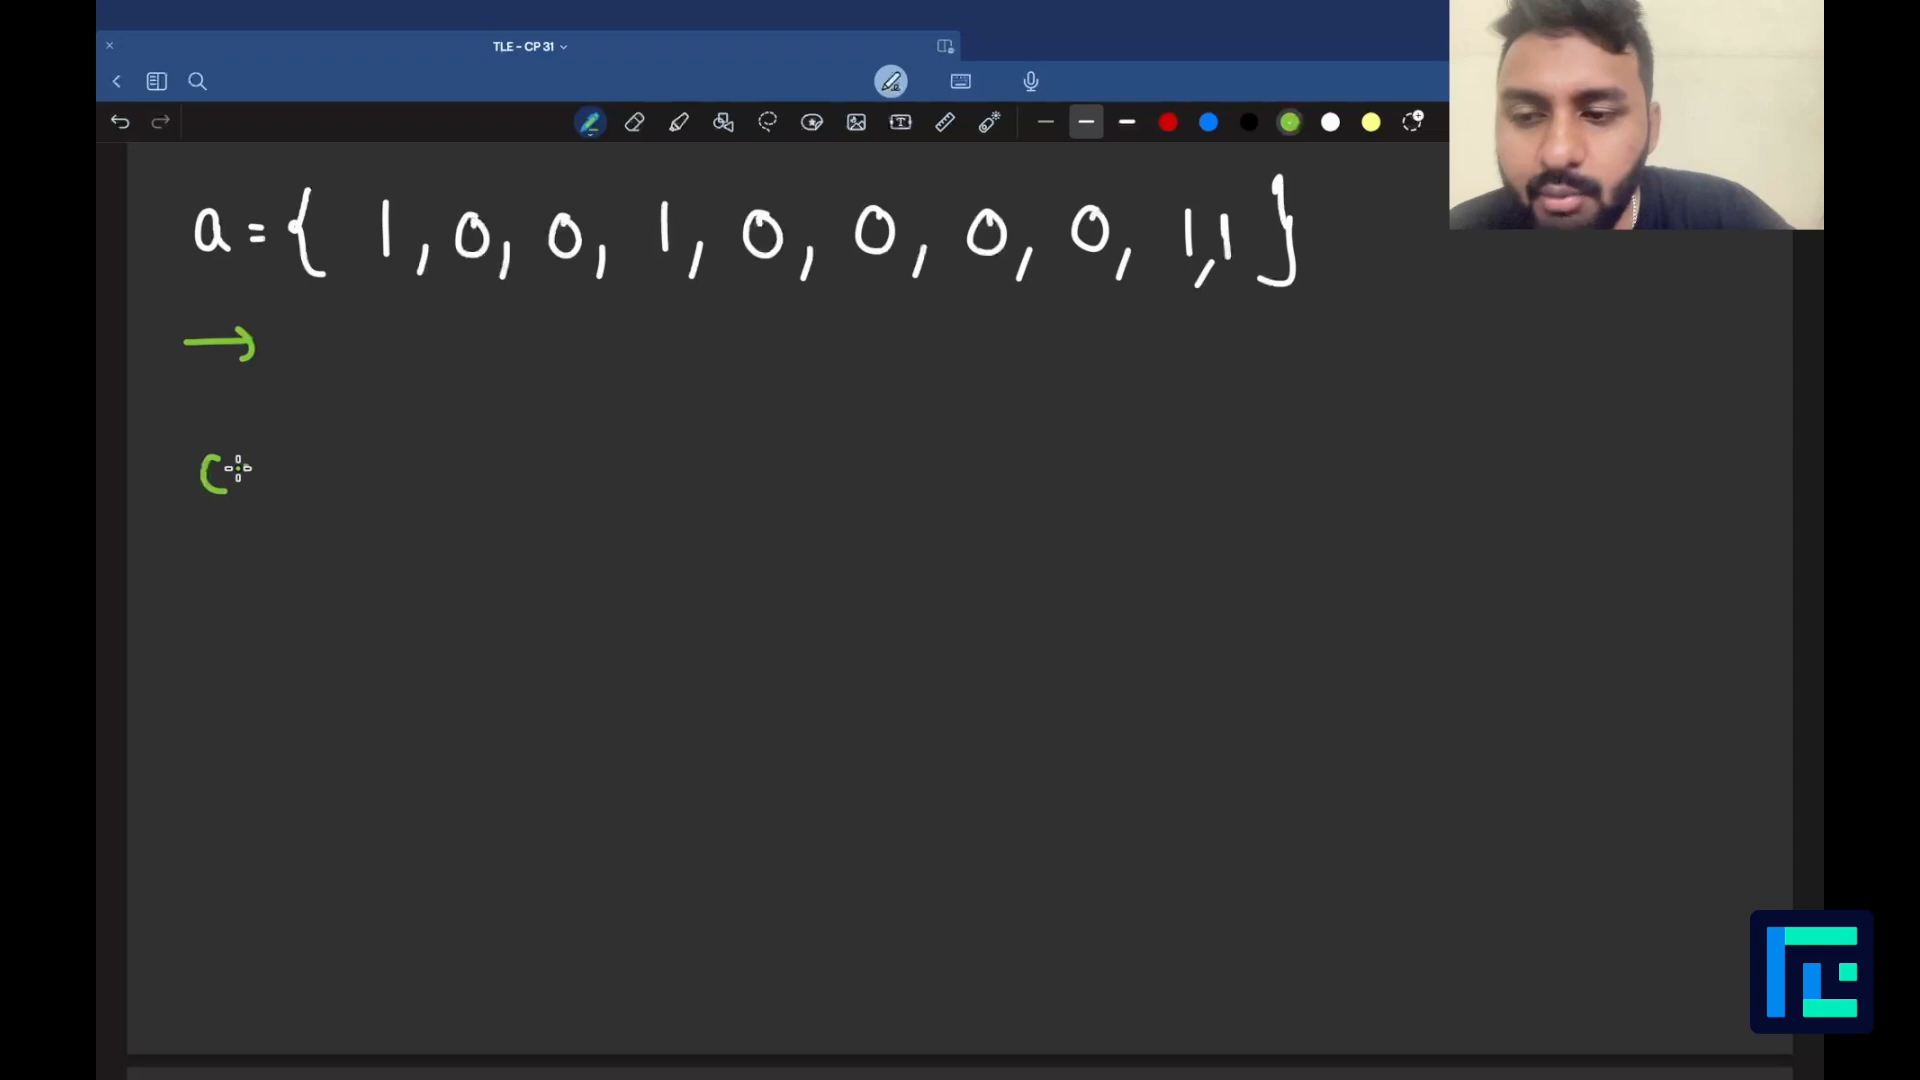 TLE - CP 31
a = { 1, 0, 0, 1, 0, 0, 0, 0, 1, 1 }
→
C